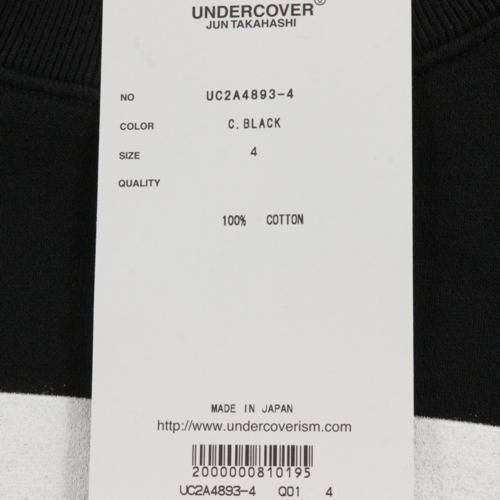 UNDERCOVER®
JUN TAKAHASHI
NO UC2A4893-4
COLOR C.BLACK
SIZE 4
QUALITY
100% COTTON
MADE IN JAPAN
http://www.undercoverism.com
2000000810195
UC2A4893-4 Q01 4